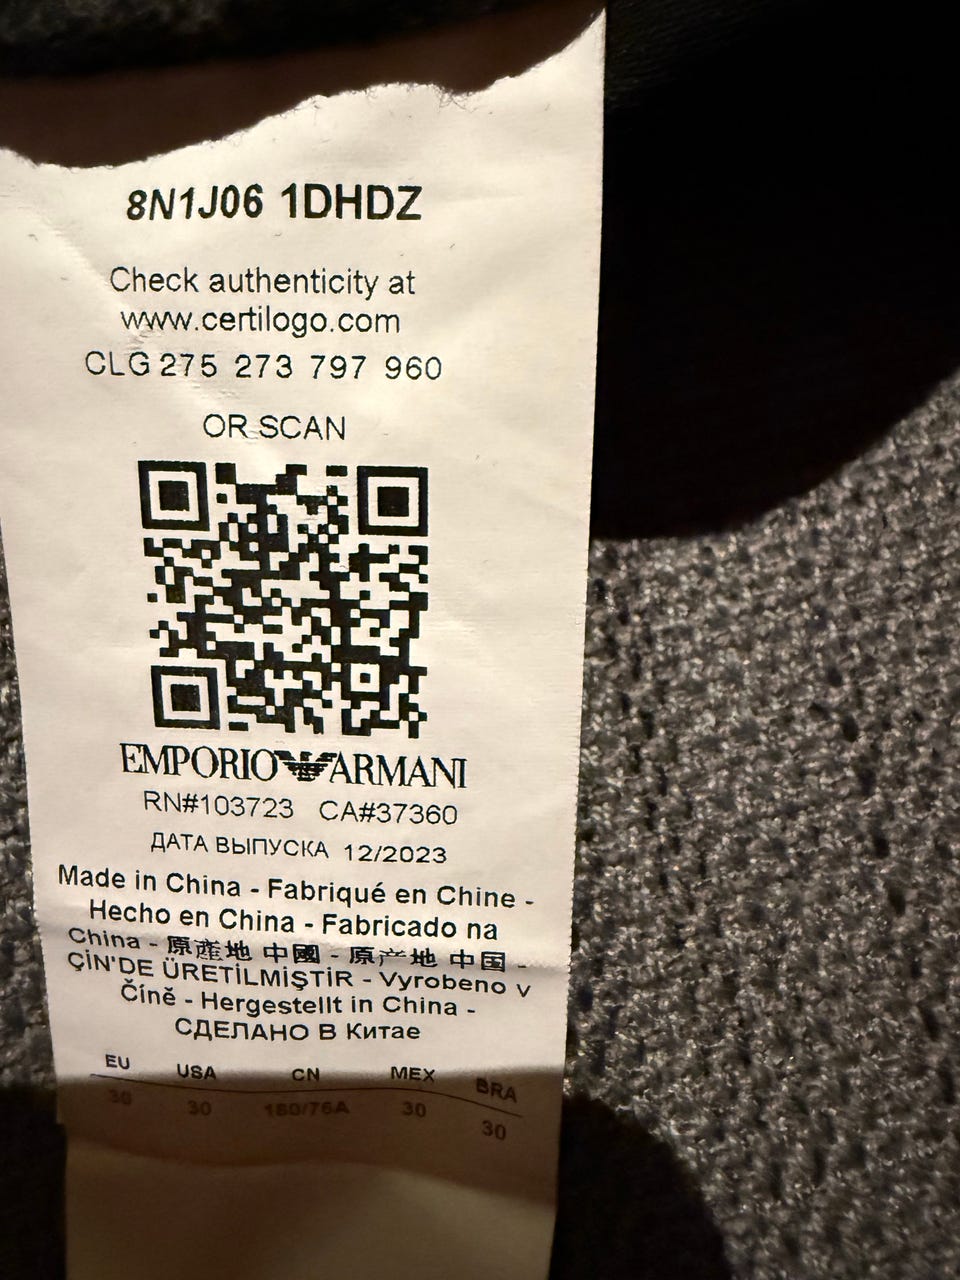 8N1J06 1DHDZ
Check authenticity at
www.certilogo.com
CLG 275 273 797 960
OR SCAN
EMPORIO ARMANI
RN#103723 CA#37360
ДАТА ВЫПУСКА 12/2023
Made in China - Fabriqué en Chine -
Hecho en China - Fabricado na
China - 原產地 中國 - 原产地 中国 -
ÇİN'DE ÜRETİLMİŞTİR - Vyrobeno v
Číně - Hergestellt in China -
СДЕЛАНО В Китае
EU USA CN MEX BRA
30 30 180/76A 30 30